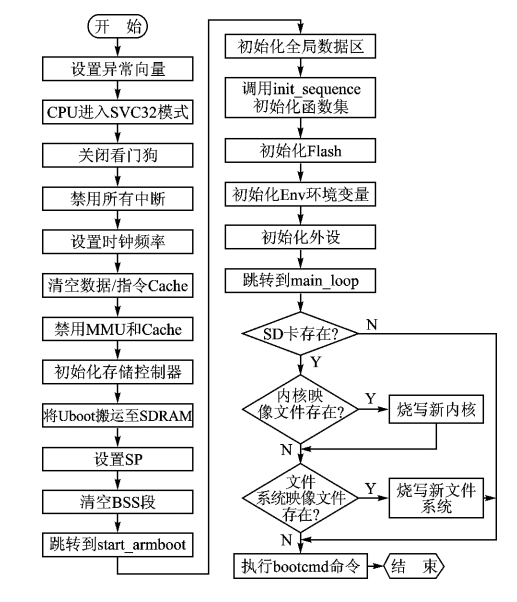 开 始
设置异常向量
CPU进入SVC32模式
关闭看门狗
禁用所有中断
设置时钟频率
清空数据/指令Cache
禁用MMU和Cache
初始化存储控制器
将Uboot搬运至SDRAM
设置SP
清空BSS段
跳转到start_armboot
初始化全局数据区
调用init_sequence
初始化函数集
初始化Flash
初始化Env环境变量
初始化外设
跳转到main_loop
SD卡存在?
N
Y
内核映
像文件存在?
Y
烧写新内核
N
文件
系统映像文件
存在?
Y
烧写新文件
系统
N
执行bootcmd命令
结 束